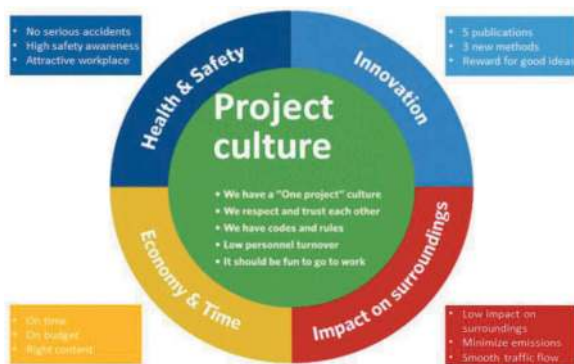 • No serious accidents
• High safety awareness
• Attractive workplace
• 5 publications
• 3 new methods
• Reward for good ideas
Health & Safety
Innovation
Project
culture
• We have a "One project" culture
• We respect and trust each other
• We have codes and rules
• Low personnel turnover
• It should be fun to go to work
Economy & Time
Impact on surroundings
• On time
• On budget
• Right content
• Low impact on
surroundings
• Minimize emissions
• Smooth traffic flow